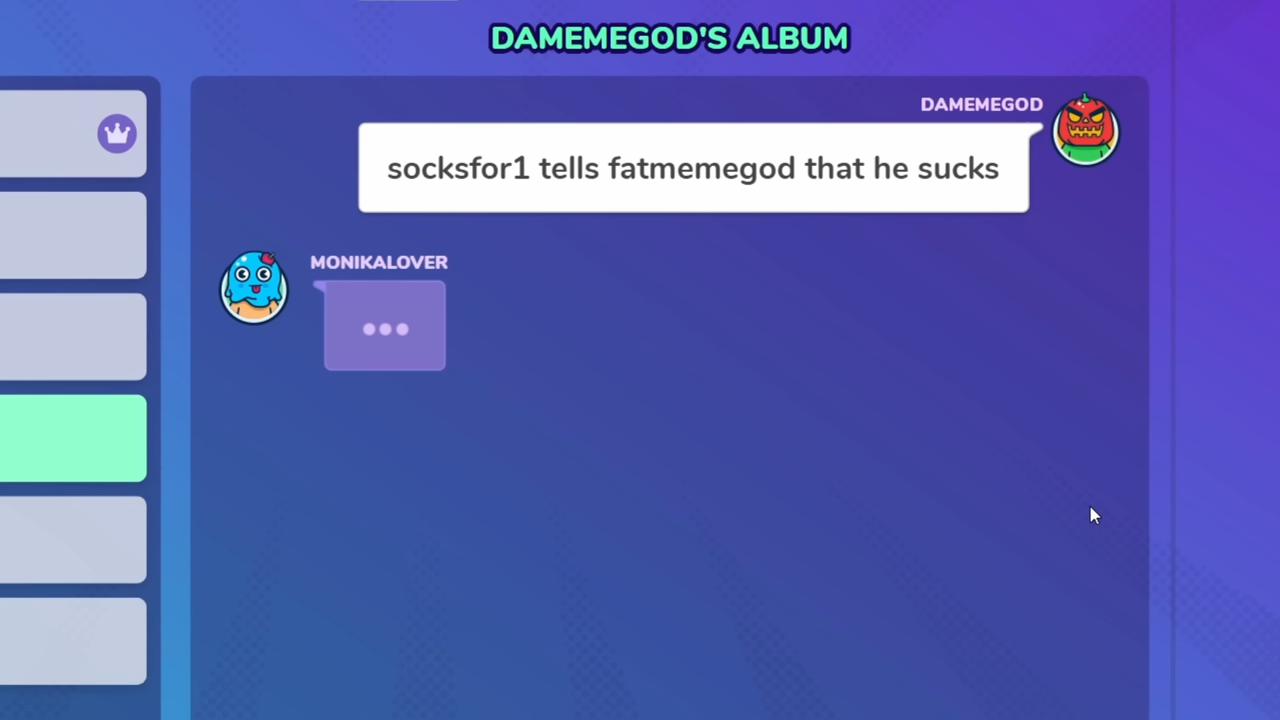 DAMEMEGOD'S ALBUM
DAMEMEGOD
socksfor1 tells fatmemegod that he sucks
MONIKALOVER